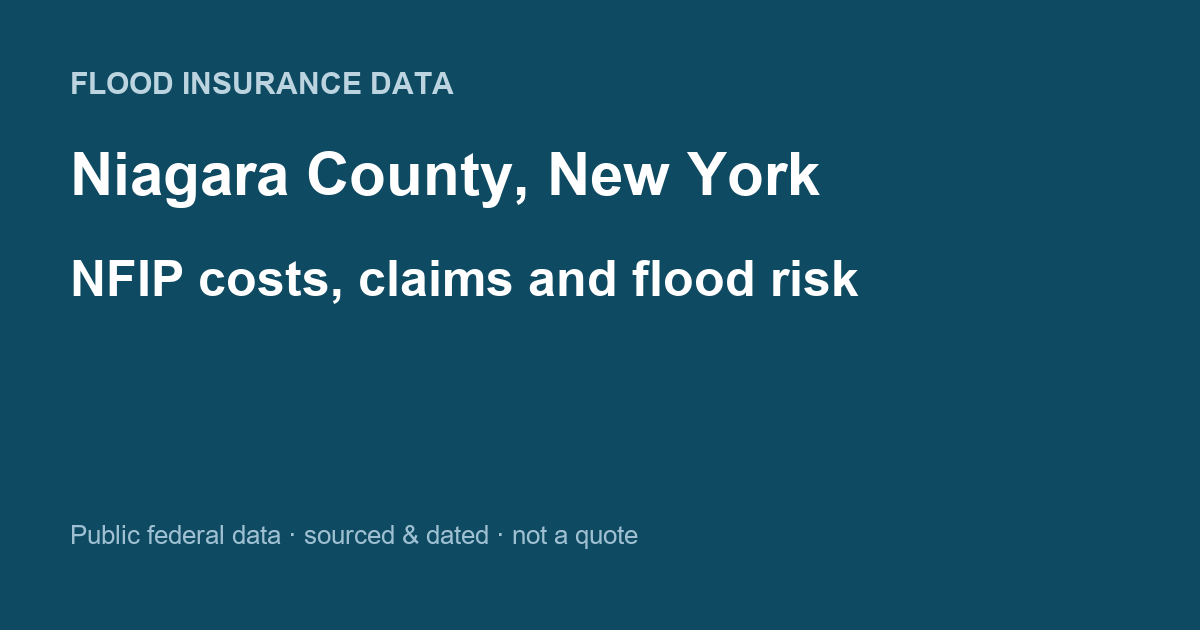 FLOOD INSURANCE DATA
Niagara County, New York
NFIP costs, claims and flood risk
Public federal data · sourced & dated · not a quote